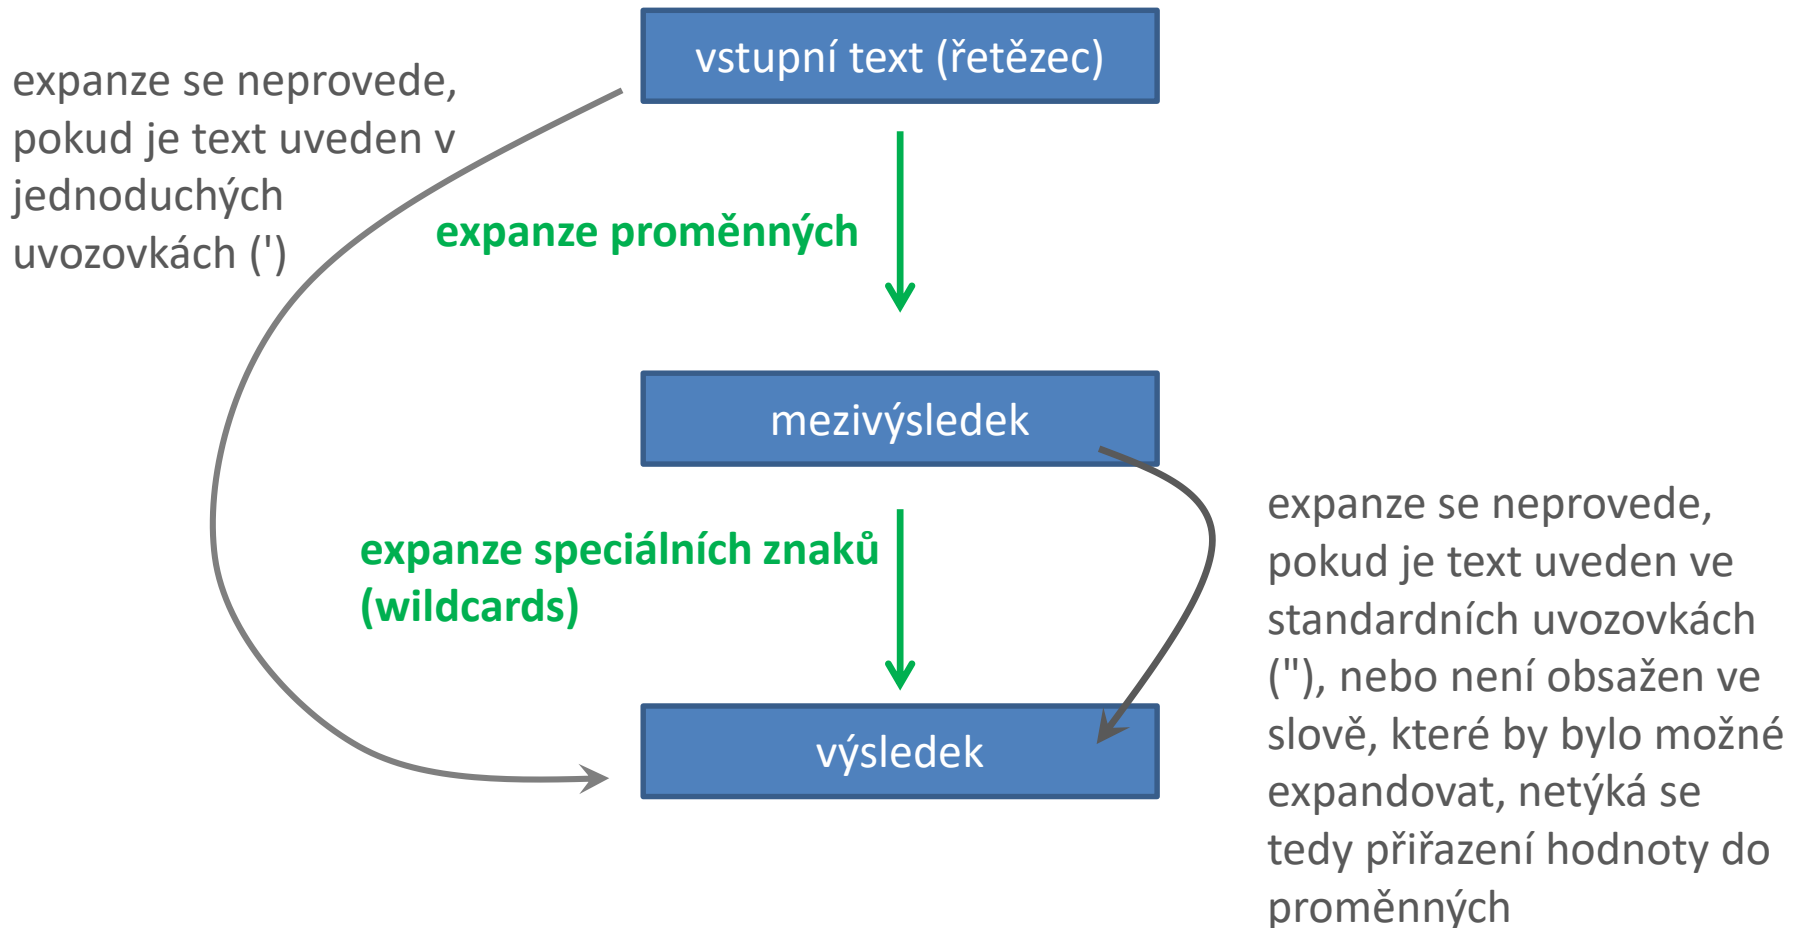 vstupní text (řetězec)
expanze se neprovede,
pokud je text uveden v
jednoduchých
uvozovkách (')
expanze proměnných
mezivýsledek
expanze speciálních znaků
(wildcards)
expanze se neprovede,
pokud je text uveden ve
standardních uvozovkách
("), nebo není obsažen ve
slově, které by bylo možné
expandovat, netýká se
tedy přiřazení hodnoty do
proměnných
výsledek